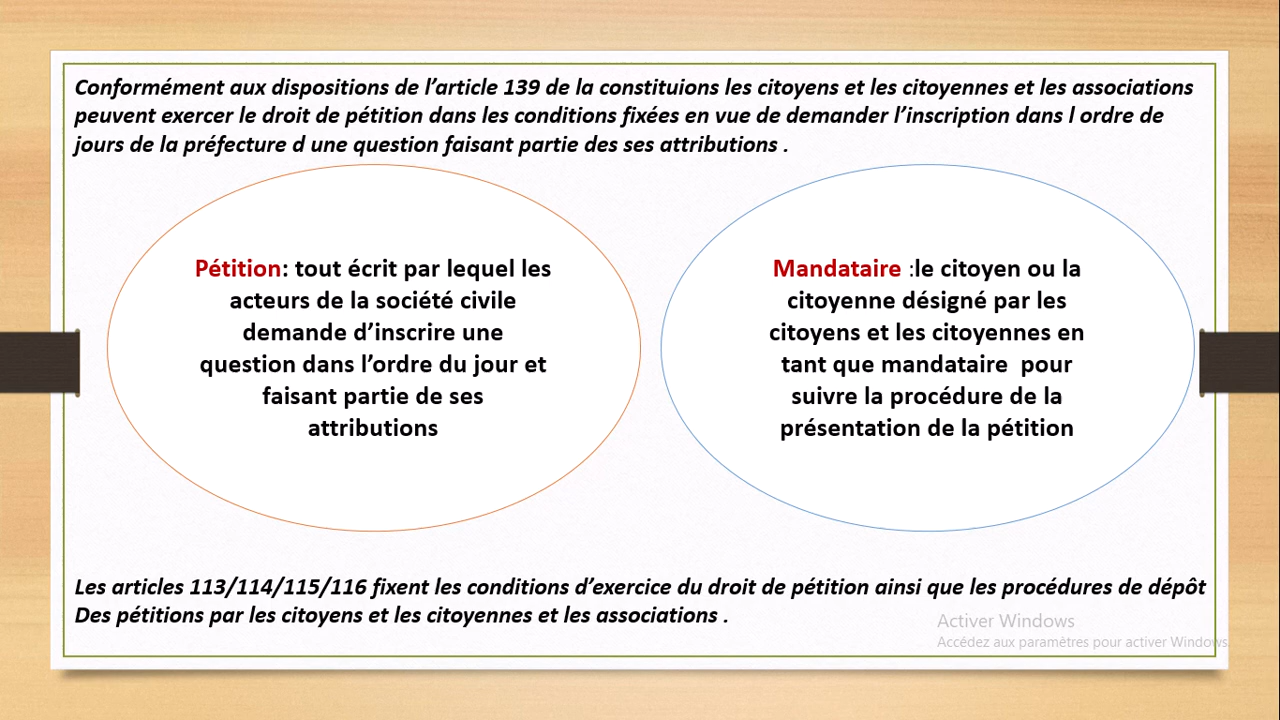 Conformément aux dispositions de l’article 139 de la constituions les citoyens et les citoyennes et les associations
peuvent exercer le droit de pétition dans les conditions fixées en vue de demander l’inscription dans l ordre de
jours de la préfecture d une question faisant partie des ses attributions .
Pétition: tout écrit par lequel les
acteurs de la société civile
demande d’inscrire une
question dans l’ordre du jour et
faisant partie de ses
attributions
Mandataire :le citoyen ou la
citoyenne désigné par les
citoyens et les citoyennes en
tant que mandataire pour
suivre la procédure de la
présentation de la pétition
Les articles 113/114/115/116 fixent les conditions d’exercice du droit de pétition ainsi que les procédures de dépôt
Des pétitions par les citoyens et les citoyennes et les associations .
Activer Windows
Accédez aux paramètres pour activer Windows.